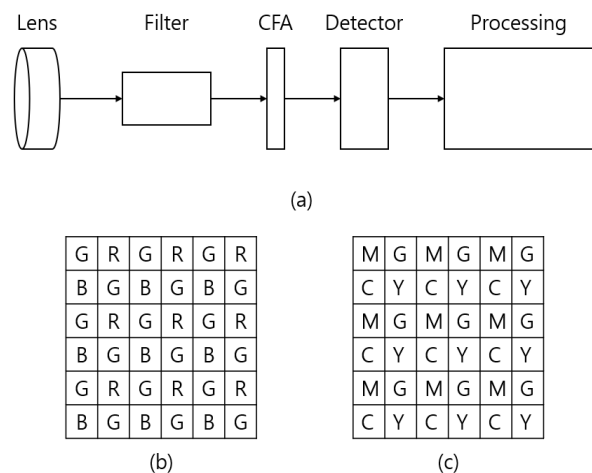 Lens Filter CFA Detector Processing
(a)
G R G R G R
B G B G B G
G R G R G R
B G B G B G
G R G R G R
B G B G B G
(b)
M G M G M G
C Y C Y C Y
M G M G M G
C Y C Y C Y
M G M G M G
C Y C Y C Y
(c)